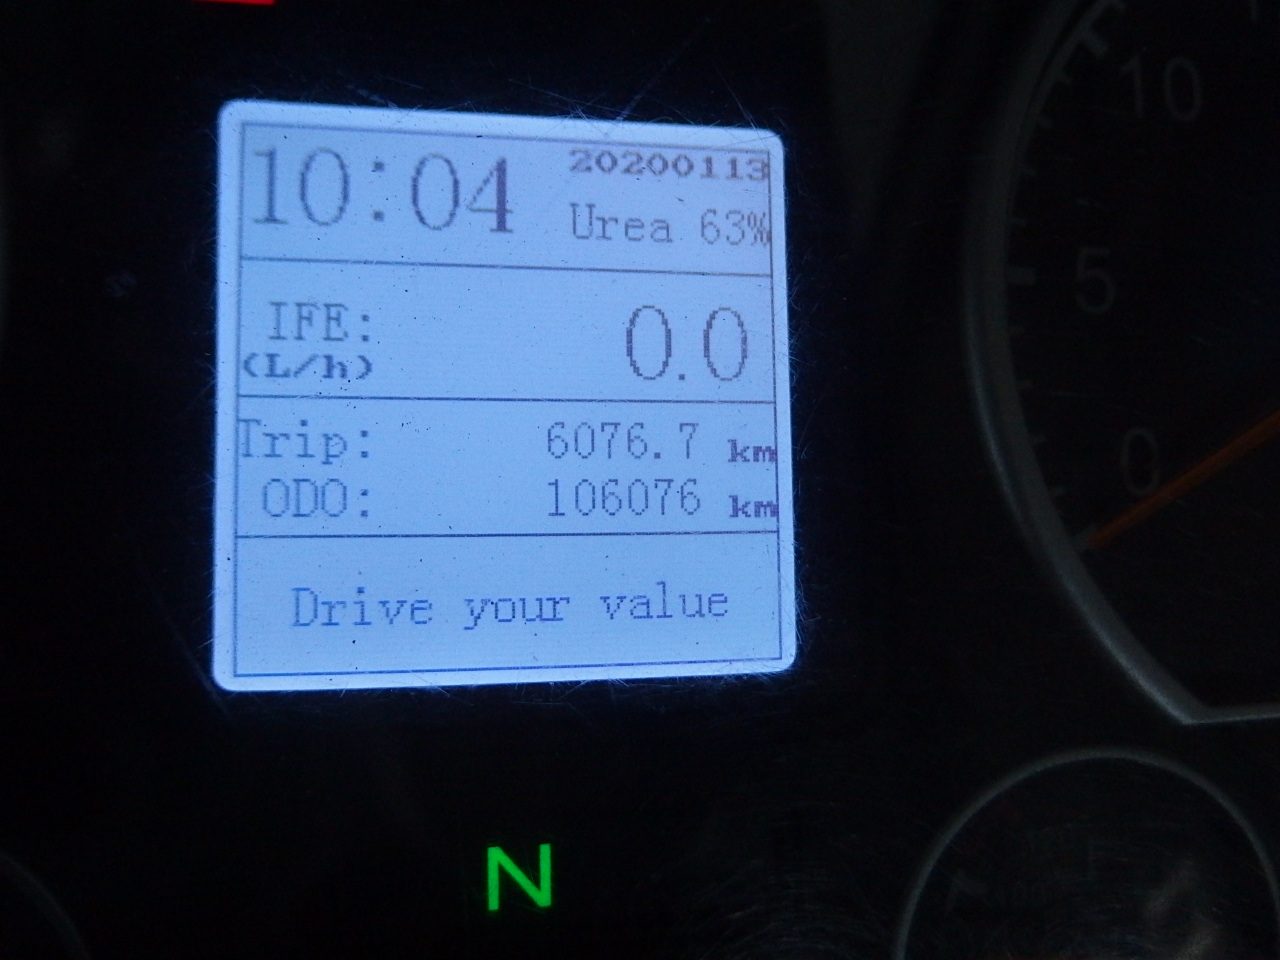 10:04 20200113
Urea 63%
IFE: 0.0
(L/h)
Trip: 6076.7 km
ODO: 106076 km
Drive your value
N
10
5
0